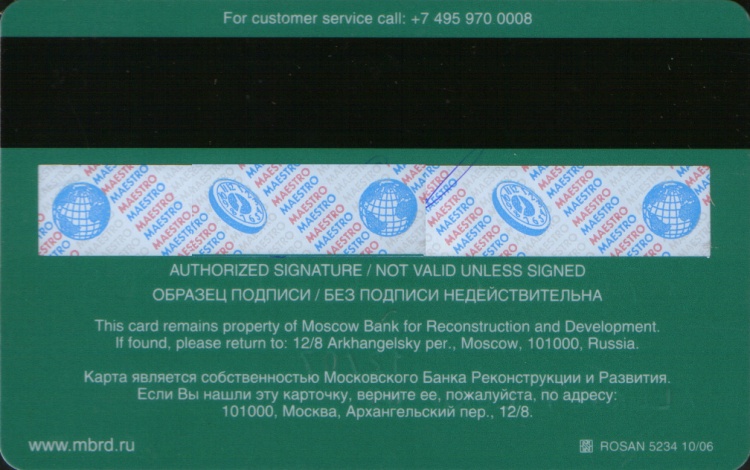 For customer service call: +7 495 970 0008
MAESTRO
AUTHORIZED SIGNATURE / NOT VALID UNLESS SIGNED
ОБРАЗЕЦ ПОДПИСИ / БЕЗ ПОДПИСИ НЕДЕЙСТВИТЕЛЬНА
This card remains property of Moscow Bank for Reconstruction and Development.
If found, please return to: 12/8 Arkhangelsky per., Moscow, 101000, Russia.
Карта является собственностью Московского Банка Реконструкции и Развития.
Если Вы нашли эту карточку, верните ее, пожалуйста, по адресу:
101000, Москва, Архангельский пер., 12/8.
www.mbrd.ru
ROSAN 5234 10/06